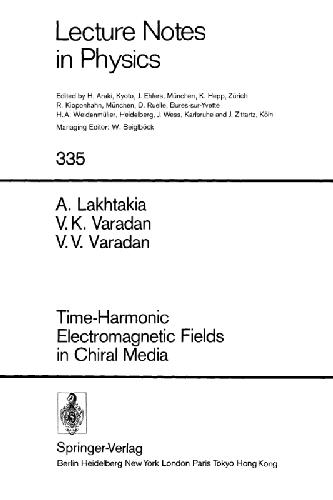 Lecture Notes
in Physics
Edited by H. Araki, Kyoto, J. Ehlers, München, K. Hepp, Zürich
R. Kippenhahn, München, D. Ruelle, Bures-sur-Yvette
H.A. Weidenmüller, Heidelberg, J. Wess, Karlsruhe and J. Zittartz, Köln
Managing Editor: W. Beiglböck
335
A. Lakhtakia
V.K. Varadan
V.V. Varadan
Time-Harmonic
Electromagnetic Fields
in Chiral Media
Springer-Verlag
Berlin Heidelberg New York London Paris Tokyo Hong Kong